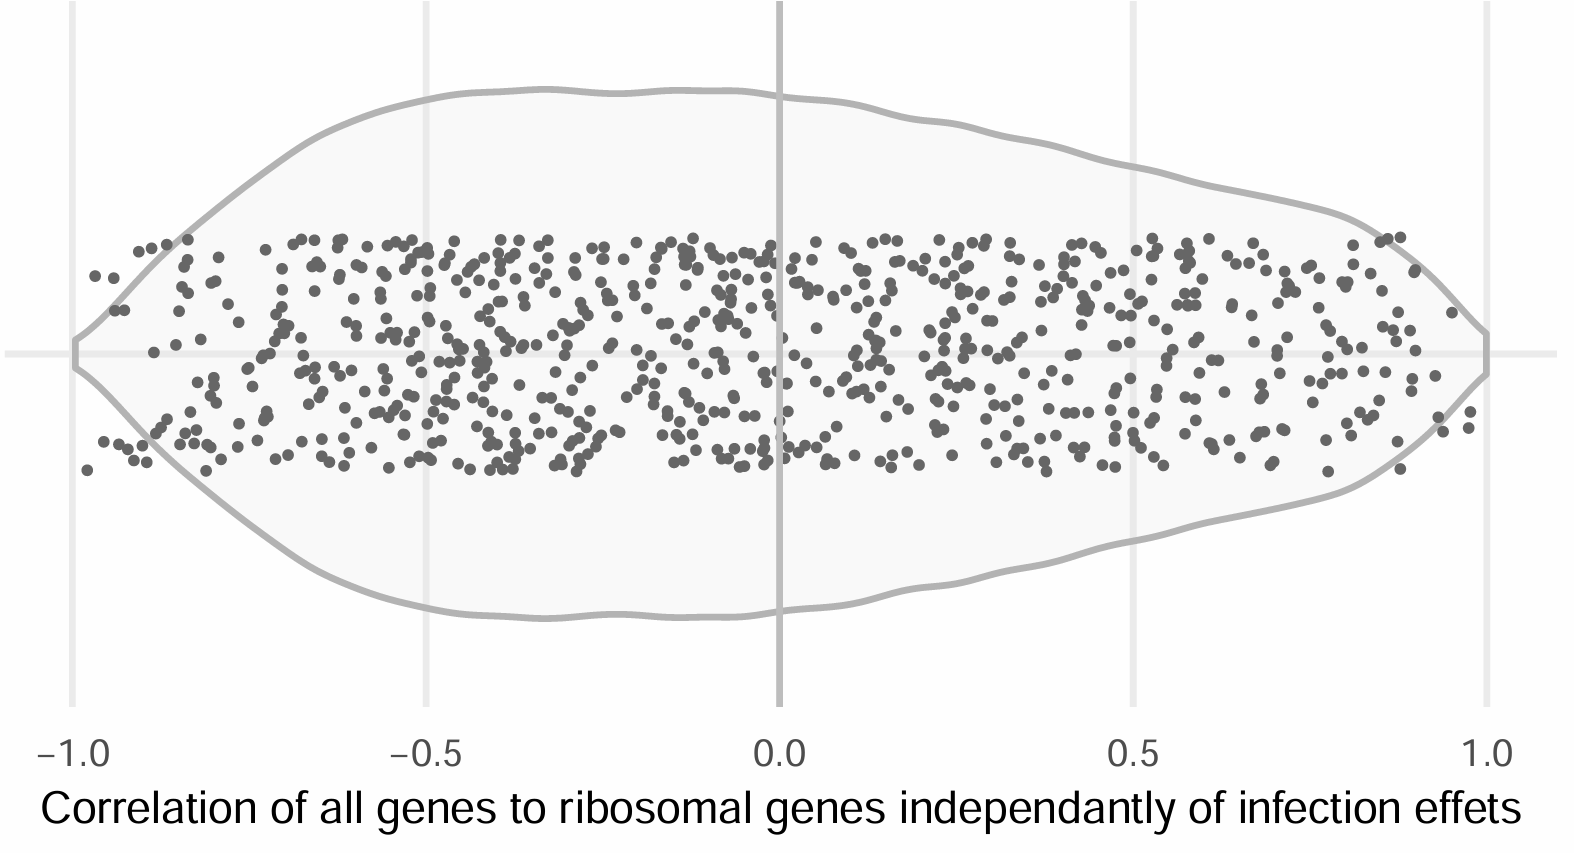 −1.0 −0.5 0.0 0.5 1.0
Correlation of all genes to ribosomal genes independantly of infection effets